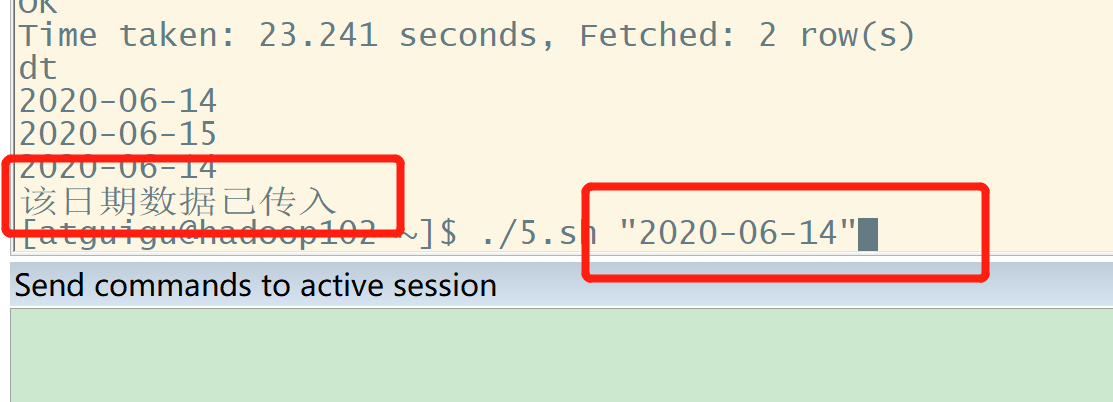 OK
Time taken: 23.241 seconds, Fetched: 2 row(s)
dt
2020-06-14
2020-06-15
2020-06-14
该日期数据已传入
[atguigu@hadoop102 ~]$ ./5.sh "2020-06-14"
Send commands to active session